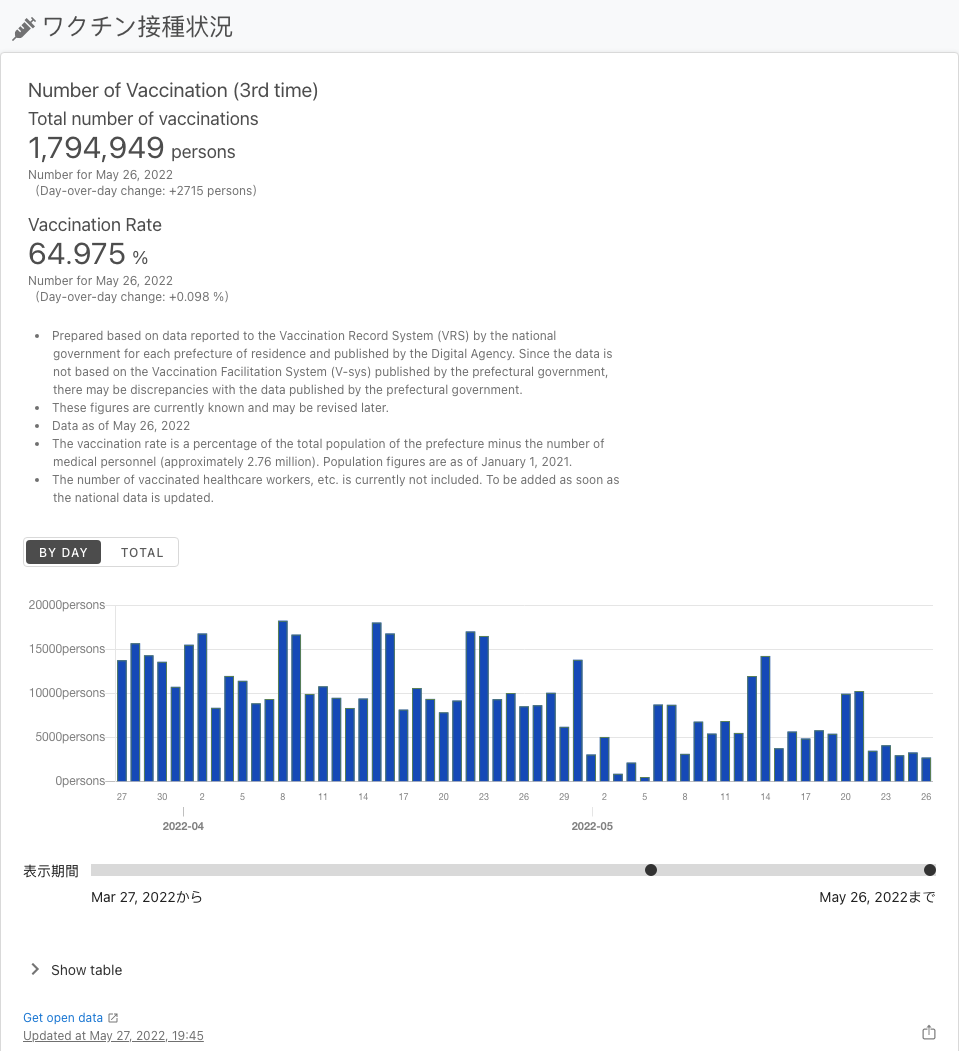 ワクチン接種状況
Number of Vaccination (3rd time)
Total number of vaccinations
1,794,949 persons
Number for May 26, 2022
(Day-over-day change: +2715 persons)
Vaccination Rate
64.975 %
Number for May 26, 2022
(Day-over-day change: +0.098 %)
• Prepared based on data reported to the Vaccination Record System (VRS) by the national
government for each prefecture of residence and published by the Digital Agency. Since the data is
not based on the Vaccination Facilitation System (V-sys) published by the prefectural government,
there may be discrepancies with the data published by the prefectural government.
• These figures are currently known and may be revised later.
• Data as of May 26, 2022
• The vaccination rate is a percentage of the total population of the prefecture minus the number of
medical personnel (approximately 2.76 million). Population figures are as of January 1, 2021.
• The number of vaccinated healthcare workers, etc. is currently not included. To be added as soon as
the national data is updated.
BY DAY TOTAL
20000persons
15000persons
10000persons
5000persons
0persons
27 30 2 5 8 11 14 17 20 23 26 29 2 5 8 11 14 17 20 23 26
2022-04 2022-05
表示期間
Mar 27, 2022から May 26, 2022まで
Show table
Get open data
Updated at May 27, 2022, 19:45